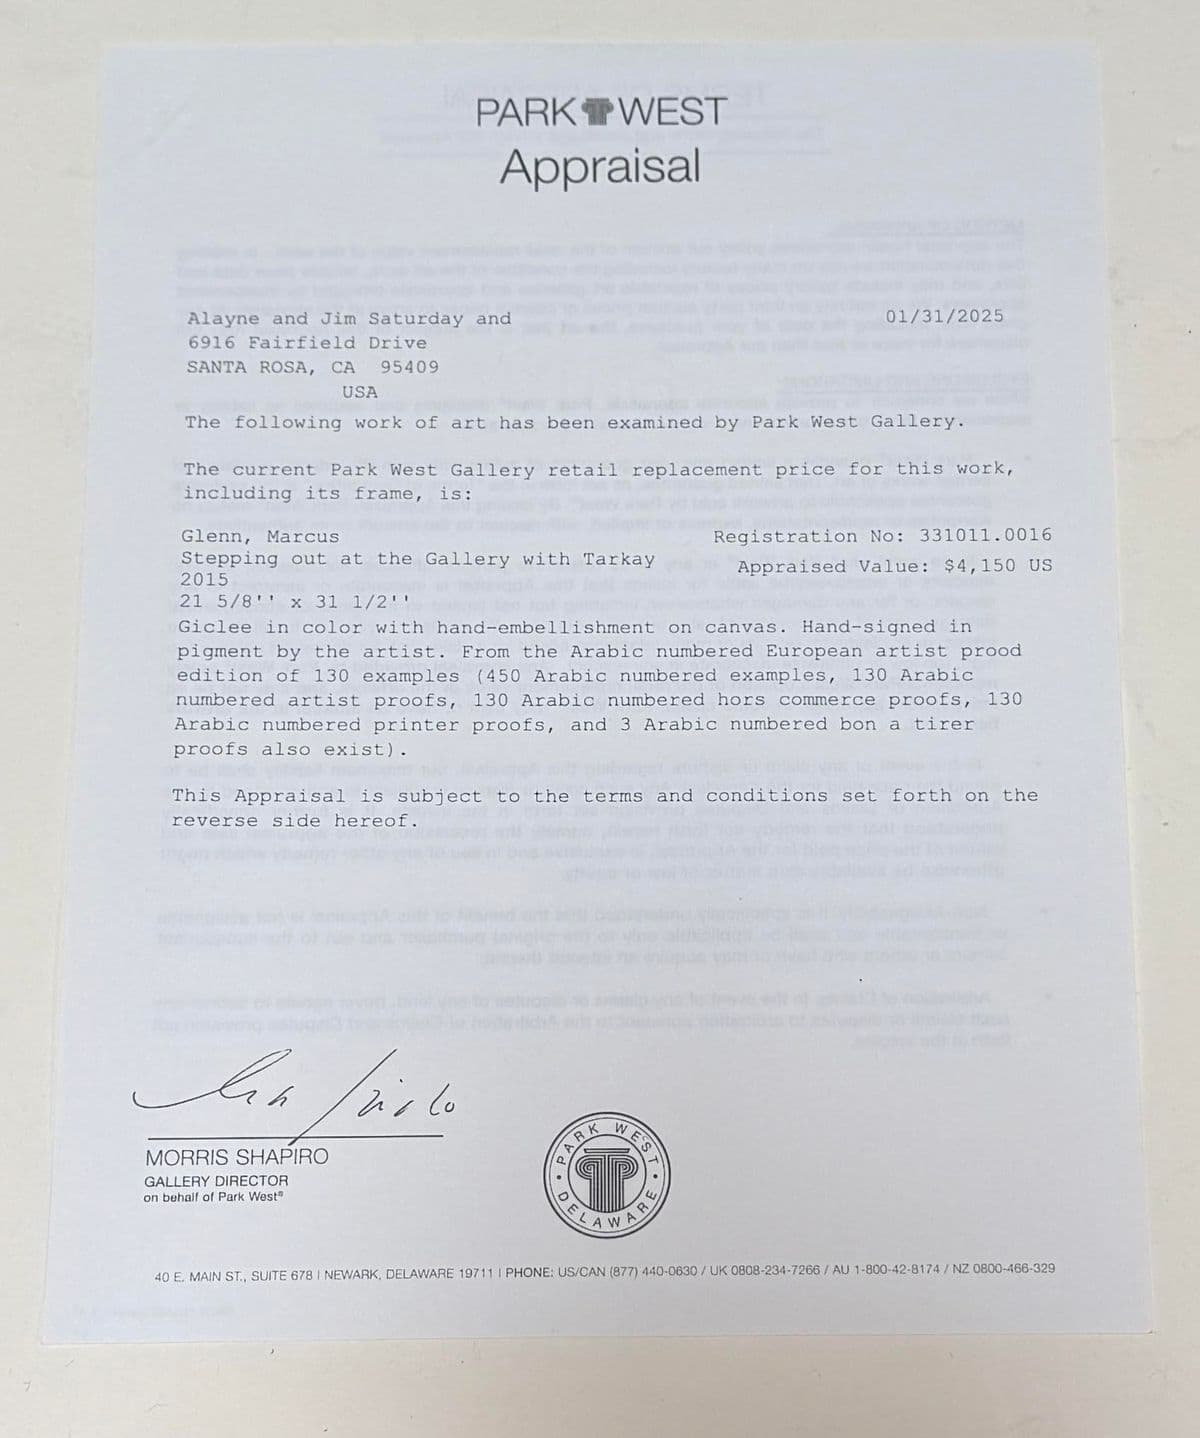 PARK WEST
Appraisal
Alayne and Jim Saturday and
01/31/2025
6916 Fairfield Drive
SANTA ROSA, CA 95409
USA
The following work of art has been examined by Park West Gallery.
The current Park West Gallery retail replacement price for this work,
including its frame, is:
Glenn, Marcus
Registration No: 331011.0016
Stepping out at the Gallery with Tarkay
Appraised Value: $4,150 US
2015
21 5/8'' x 31 1/2''
Giclee in color with hand-embellishment on canvas. Hand-signed in
pigment by the artist. From the Arabic numbered European artist prood
edition of 130 examples (450 Arabic numbered examples, 130 Arabic
numbered artist proofs, 130 Arabic numbered hors commerce proofs, 130
Arabic numbered printer proofs, and 3 Arabic numbered bon a tirer
proofs also exist).
This Appraisal is subject to the terms and conditions set forth on the
reverse side hereof.
MORRIS SHAPIRO
GALLERY DIRECTOR
on behalf of Park West®
PARK WEST
DELAWARE
40 E. MAIN ST., SUITE 678 | NEWARK, DELAWARE 19711 | PHONE: US/CAN (877) 440-0630 / UK 0808-234-7266 / AU 1-800-42-8174 / NZ 0800-466-329